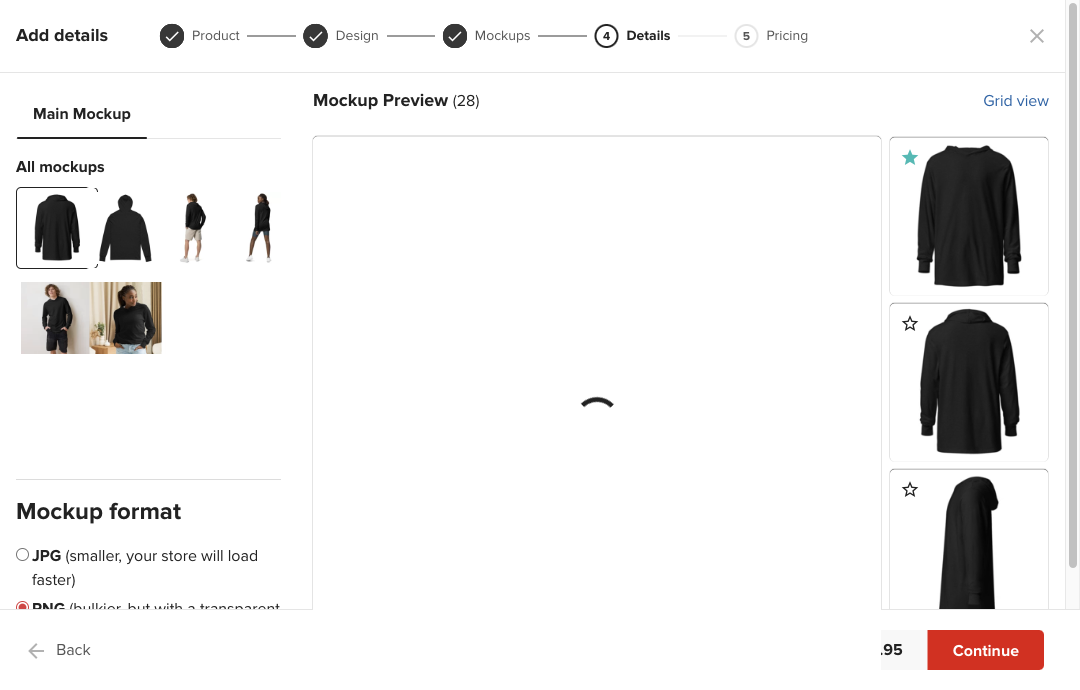 Add details
Product
Design
Mockups
4 Details
5 Pricing
Main Mockup
Mockup Preview (28)
Grid view
All mockups
Mockup format
JPG (smaller, your store will load
faster)
PNG (bulkier, but with a transparent
Back
.95
Continue